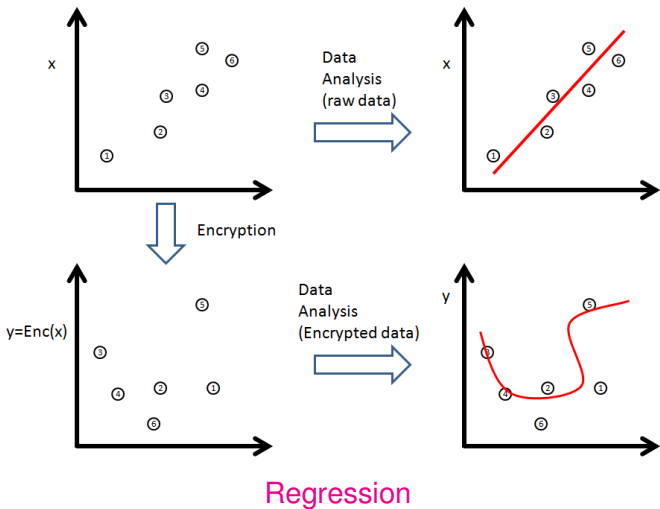 x
5
6
4
3
2
1
Data
Analysis
(raw data)
x
5
6
4
3
2
1
Encryption
y=Enc(x)
5
3
4
2
1
6
Data
Analysis
(Encrypted data)
y
5
3
4
2
1
6
Regression